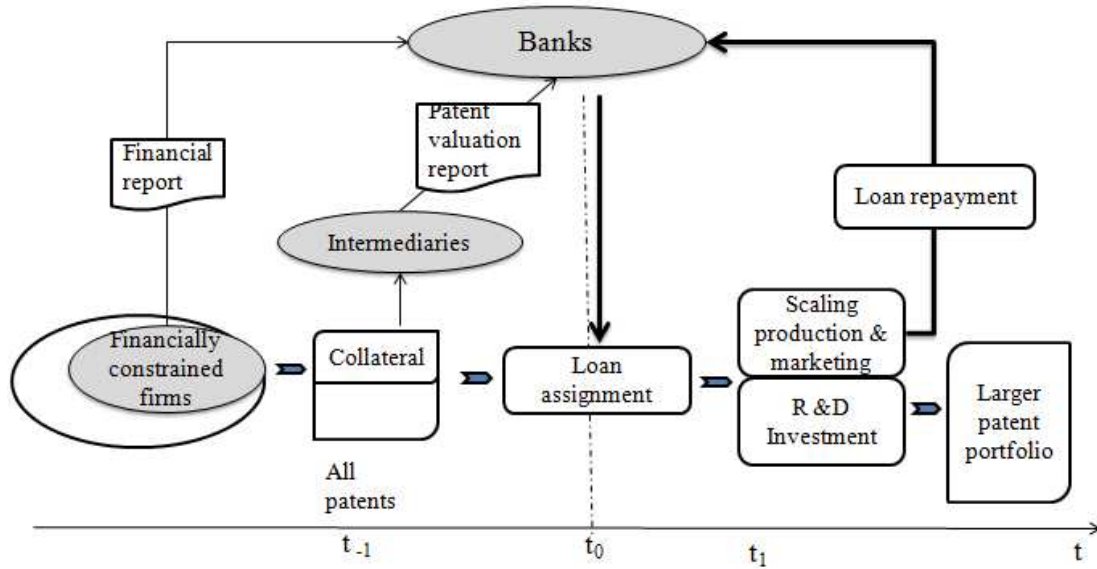 Banks
Financial
report
Patent
valuation
report
Intermediaries
Loan repayment
Financially
constrained
firms
Collateral
All
patents
Loan
assignment
Scaling
production &
marketing
R &D
Investment
Larger
patent
portfolio
t -1
t0
t1
t